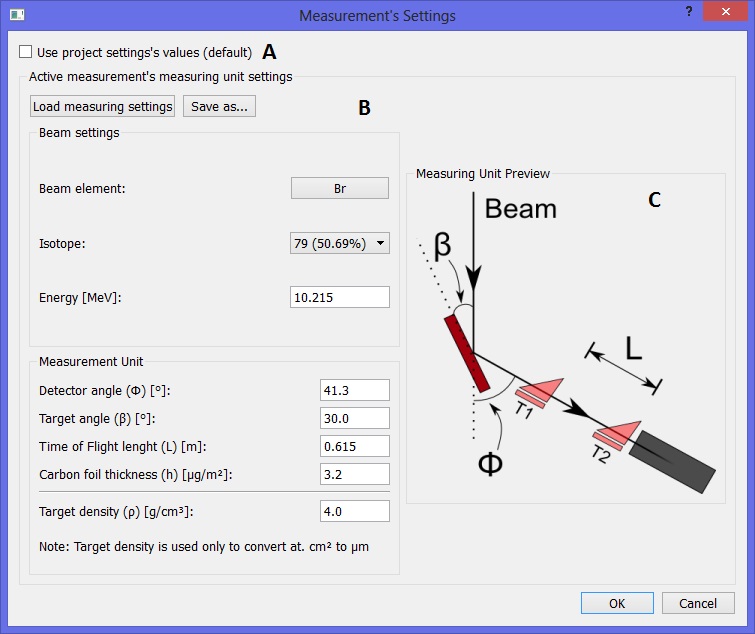 Measurement's Settings
?
Use project settings's values (default) A
Active measurement's measuring unit settings
Load measuring settings Save as... B
Beam settings
Beam element: Br
Isotope: 79 (50.69%)
Energy [MeV]: 10.215
Measurement Unit
Detector angle (Φ) [°]: 41.3
Target angle (β) [°]: 30.0
Time of Flight lenght (L) [m]: 0.615
Carbon foil thickness (h) [µg/m²]: 3.2
Target density (ρ) [g/cm³]: 4.0
Note: Target density is used only to convert at. cm² to µm
Measuring Unit Preview
C
Beam
β
L
T1
T2
Φ
OK Cancel